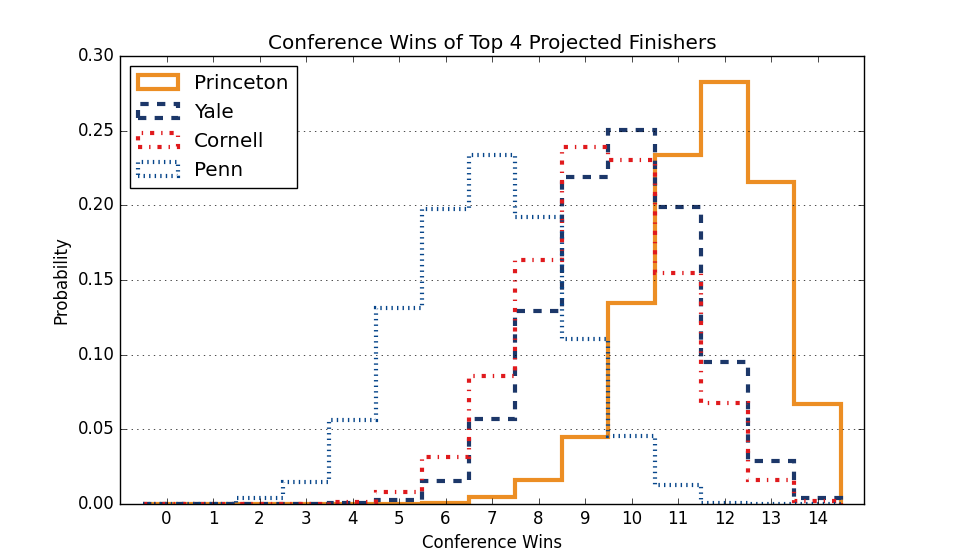 Conference Wins of Top 4 Projected Finishers
0.30
0.25
0.20
0.15
0.10
0.05
0.00
Probability
Princeton
Yale
Cornell
Penn
0 1 2 3 4 5 6 7 8 9 10 11 12 13 14
Conference Wins